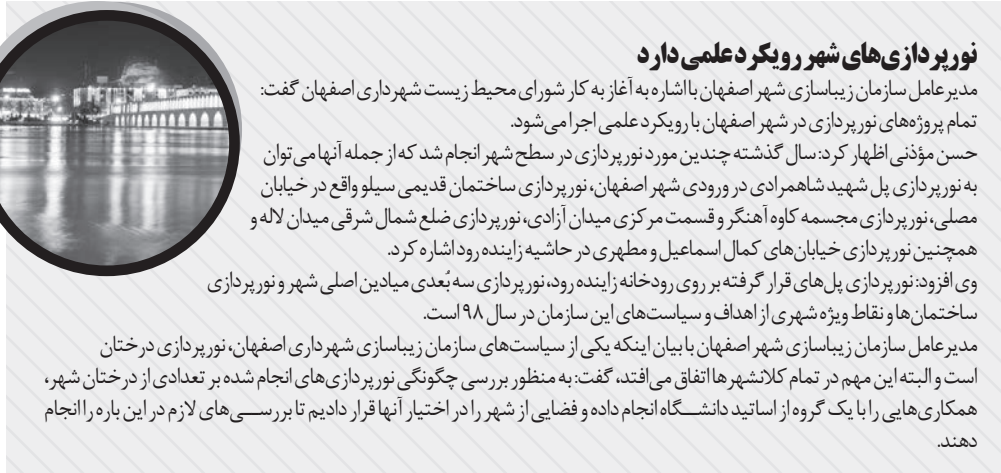 نورپردازی‌های شهر رویکرد علمی دارد
مدیرعامل سازمان زیباسازی شهر اصفهان با اشاره به آغاز به کار شورای محیط زیست شهرداری اصفهان گفت:
تمام پروژه‌های نورپردازی در شهر اصفهان با رویکرد علمی اجرا می‌شود.
حسن مؤذنی اظهار کرد: سال گذشته چندین مورد نورپردازی در سطح شهر انجام شد که از جمله آنها می‌توان
به نورپردازی پل شهید شاهمرادی در ورودی شهر اصفهان، نورپردازی ساختمان قدیمی سیلو واقع در خیابان
مصلی، نورپردازی مجسمه کاوه آهنگر و قسمت مرکزی میدان آزادی، نورپردازی ضلع شمال شرقی میدان لاله و
همچنین نورپردازی خیابان‌های کمال اسماعیل و مطهری در حاشیه زاینده رود اشاره کرد.
وی افزود: نورپردازی پل‌های قرار گرفته بر روی رودخانه زاینده رود، نورپردازی سه بُعدی میادین اصلی شهر و نورپردازی
ساختمان‌ها و نقاط ویژه شهری از اهداف و سیاست‌های این سازمان در سال ۹۸ است.
مدیرعامل سازمان زیباسازی شهر اصفهان با بیان اینکه یکی از سیاست‌های سازمان زیباسازی شهرداری اصفهان، نورپردازی درختان
است و البته این مهم در تمام کلانشهرها اتفاق می‌افتد، گفت: به منظور بررسی چگونگی نورپردازی‌های انجام شده بر تعدادی از درختان شهر،
همکاری‌هایی را با یک گروه از اساتید دانشگاه انجام داده و فضایی از شهر را در اختیار آنها قرار دادیم تا بررسی‌های لازم در این باره را انجام
دهند.